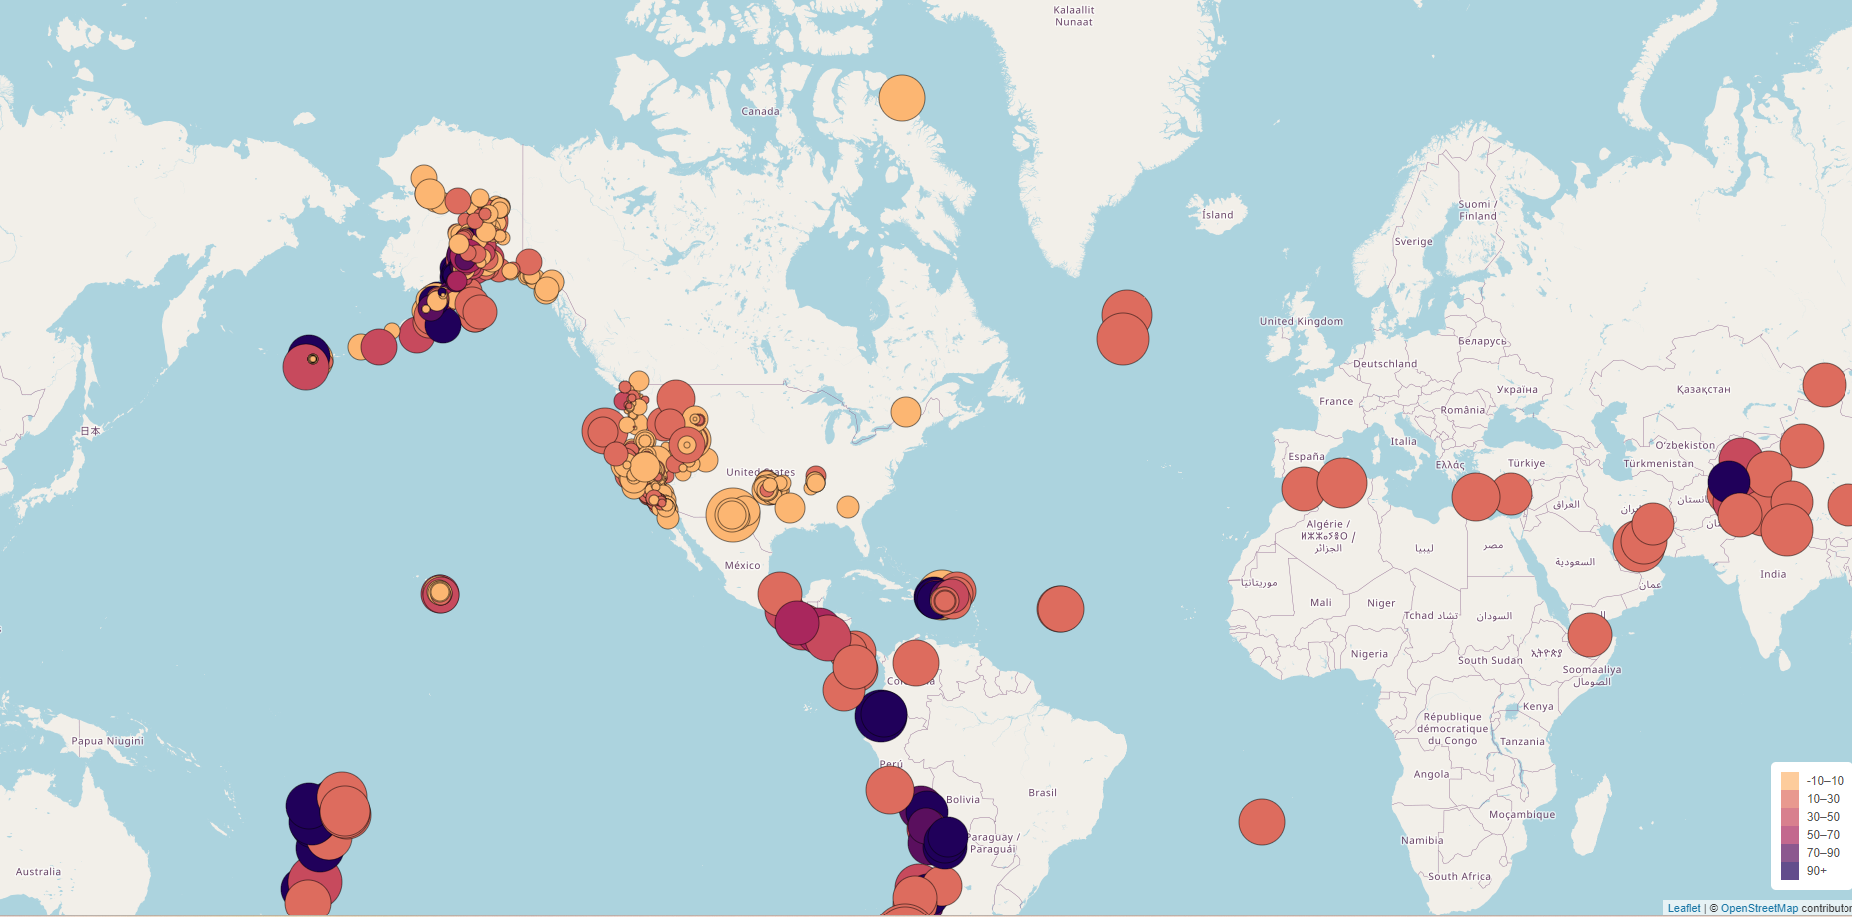 Kalaallit
Nunaat
Canada
Ísland
Suomi /
Finland
Sverige
United Kingdom
Беларусь
Deutschland
Україна
Қазақстан
France
România
日本
Italia
O'zbekiston
España
Ελλάς
Türkiye
Türkmenistan
United States
العراق
Algérie /
ⵍⵣⵣⴰⵢⴻⵔ /
الجزائر
ليبيا
مصر
السعودية
México
India
موريتانيا
عمان
Mali
Niger
Tchad تشاد
السودان
Nigeria
South Sudan
ኢትዮጵያ
Soomaaliya
الصومال
Kenya
République
démocratique
du Congo
Papua Niugini
Tanzania
Perú
Angola
-10–10
Bolivia
Brasil
10–30
Moçambique
30–50
Paraguay /
Paraguái
Namibia
50–70
70–90
Australia
South Africa
90+
Leaflet | © OpenStreetMap contributor